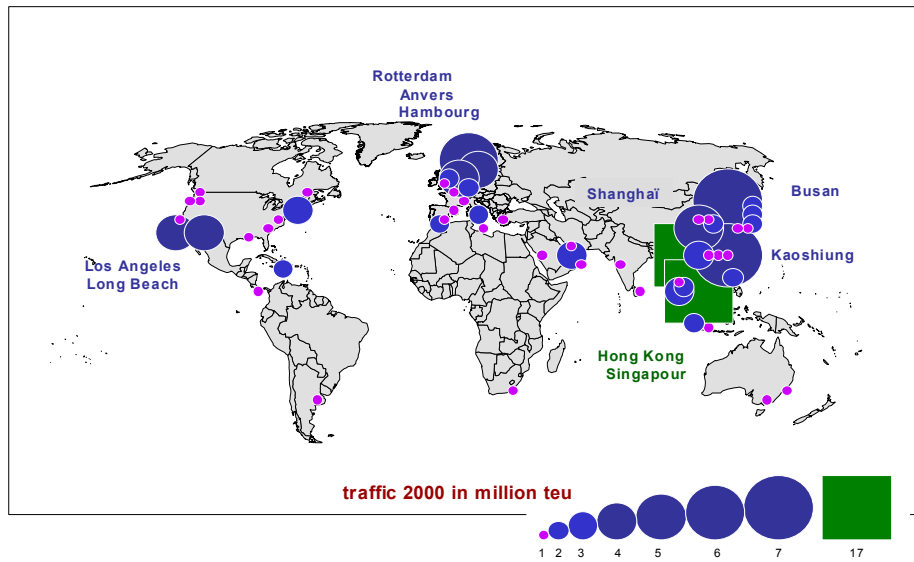 Rotterdam
Anvers
Hambourg
Shanghaï
Busan
Kaoshiung
Los Angeles
Long Beach
Hong Kong
Singapour
traffic 2000 in million teu
1 2 3 4 5 6 7 17